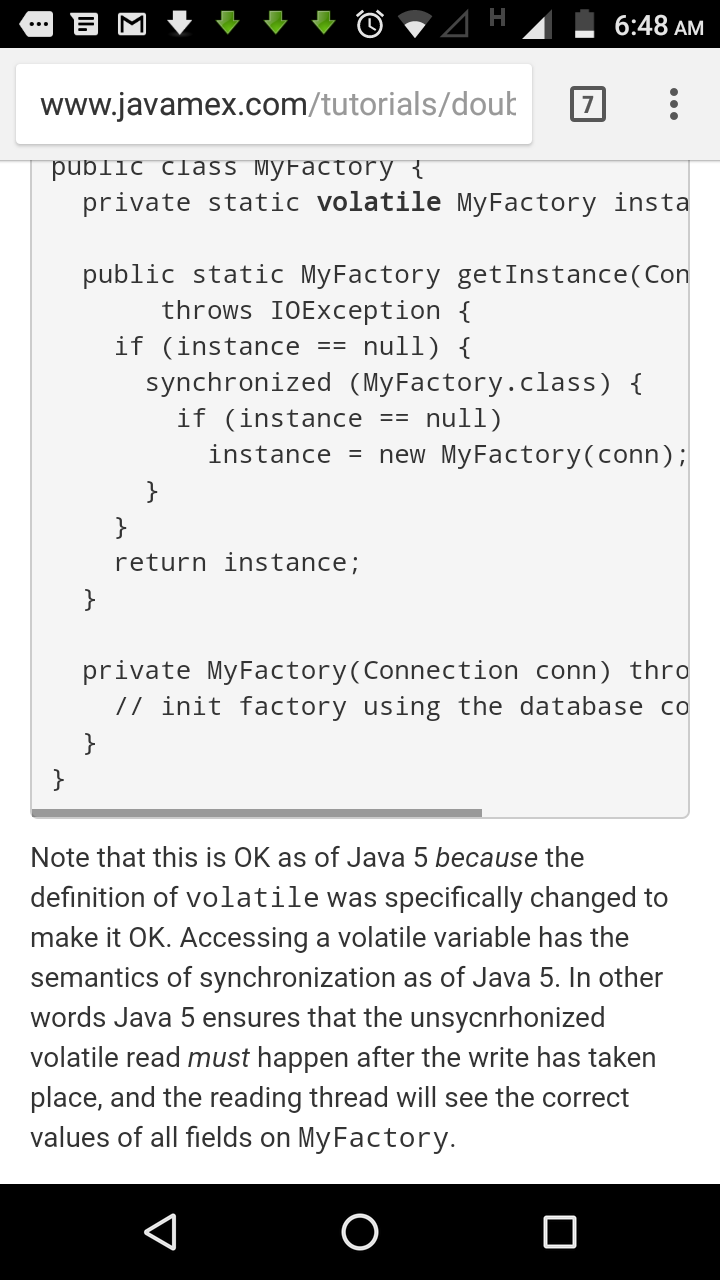 H 6:48 AM
www.javamex.com/tutorials/doub
7
public class MyFactory {
private static volatile MyFactory insta
public static MyFactory getInstance(Con
throws IOException {
if (instance == null) {
synchronized (MyFactory.class) {
if (instance == null)
instance = new MyFactory(conn);
}
}
return instance;
}
private MyFactory(Connection conn) thro
// init factory using the database co
}
}
Note that this is OK as of Java 5 because the
definition of volatile was specifically changed to
make it OK. Accessing a volatile variable has the
semantics of synchronization as of Java 5. In other
words Java 5 ensures that the unsycnrhonized
volatile read must happen after the write has taken
place, and the reading thread will see the correct
values of all fields on MyFactory.